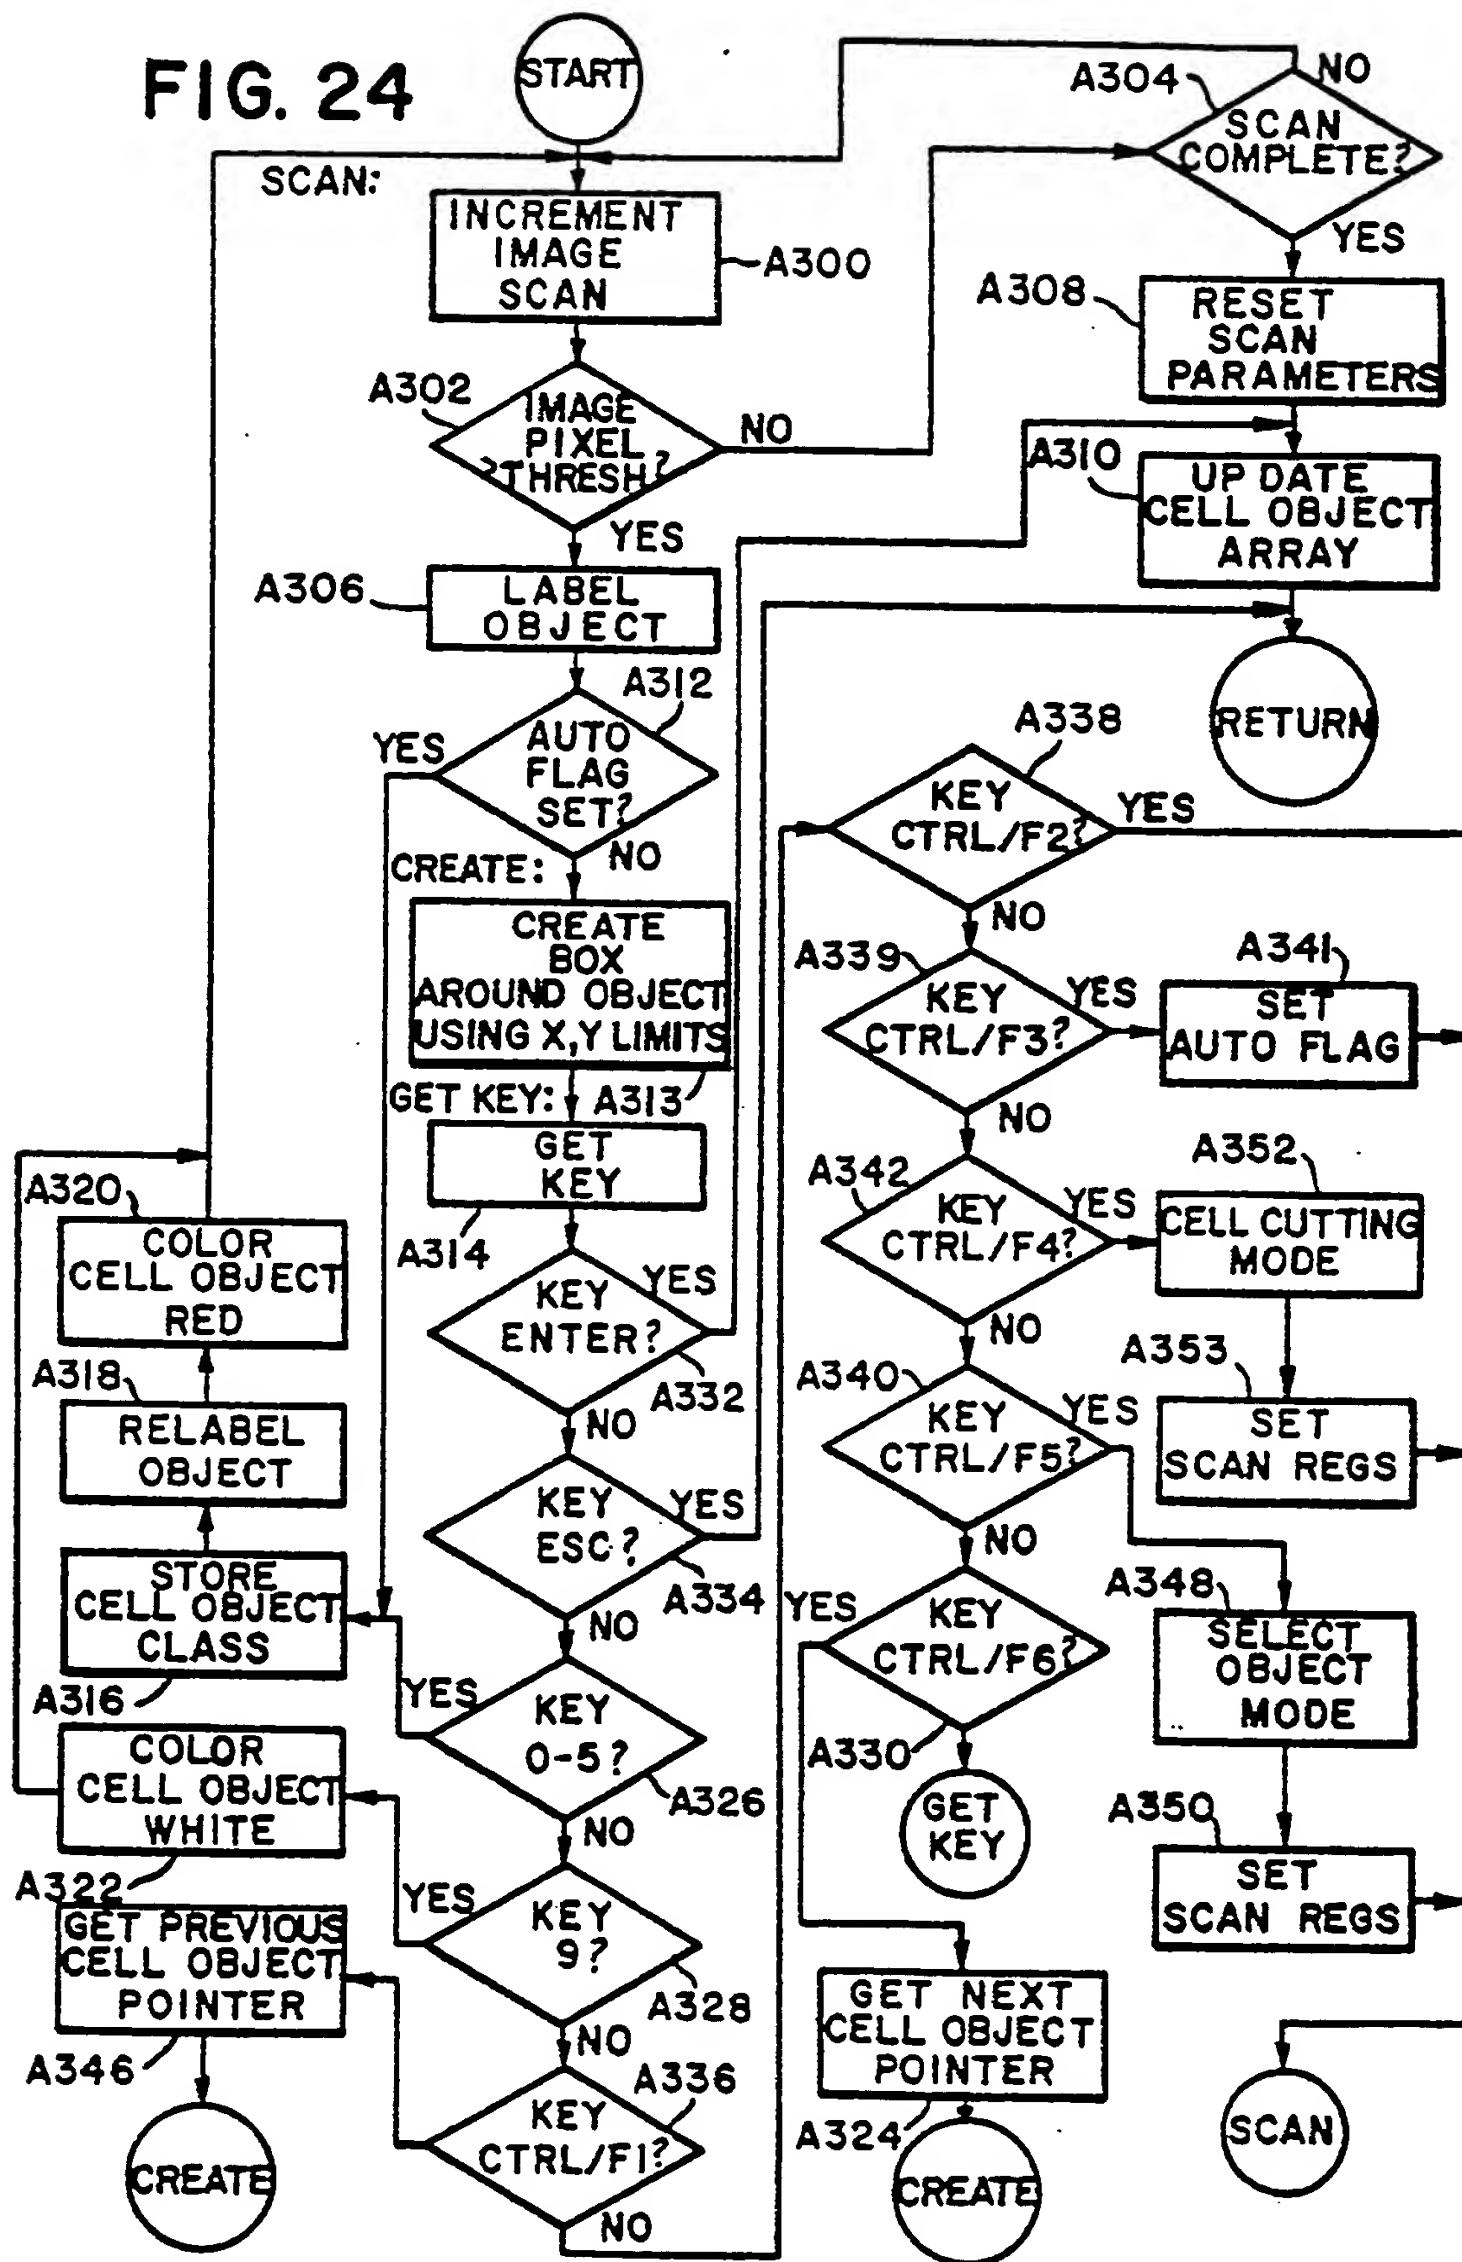 FIG. 24
START
SCAN:
INCREMENT
IMAGE
SCAN
A300
A302
IMAGE
PIXEL
?THRESH?
NO
YES
A304
SCAN
COMPLETE?
NO
YES
A308
RESET
SCAN
PARAMETERS
A310
UP DATE
CELL OBJECT
ARRAY
RETURN
A306
LABEL
OBJECT
A312
AUTO
FLAG
SET?
YES
NO
CREATE:
CREATE
BOX
AROUND OBJECT
USING X,Y LIMITS
GET KEY:
A313
GET
KEY
A314
KEY
ENTER?
YES
A332
NO
KEY
ESC?
YES
A334
NO
KEY
0-5?
YES
A326
NO
KEY
9?
YES
A328
NO
A336
KEY
CTRL/F1?
NO
A320
COLOR
CELL OBJECT
RED
A318
RELABEL
OBJECT
STORE
CELL OBJECT
CLASS
A316
COLOR
CELL OBJECT
WHITE
A322
GET PREVIOUS
CELL OBJECT
POINTER
A346
CREATE
A338
KEY
CTRL/F2?
YES
NO
A339
KEY
CTRL/F3?
YES
NO
A341
SET
AUTO FLAG
A342
KEY
CTRL/F4?
YES
NO
A352
CELL CUTTING
MODE
A353
SET
SCAN REGS
A340
KEY
CTRL/F5?
YES
NO
A348
SELECT
OBJECT
MODE
A350
SET
SCAN REGS
SCAN
YES
KEY
CTRL/F6?
A330
GET
KEY
GET NEXT
CELL OBJECT
POINTER
A324
CREATE